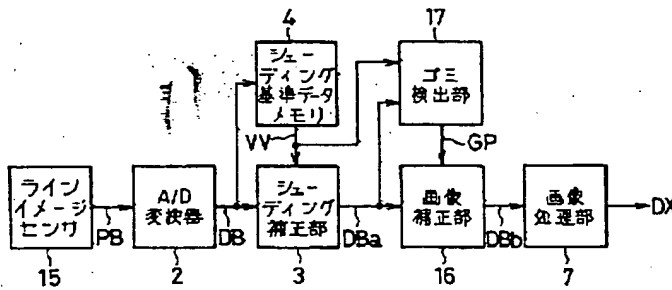 4
17
シェー
ディング
基準データ
メモリ
ゴミ
検出部
VV
GP
ライン
イメージ
センサ
PB
A/D
変換器
DB
シェー
ディング
補正部
DBa
画像
補正部
DBb
画像
処理部
DX
15
2
3
16
7